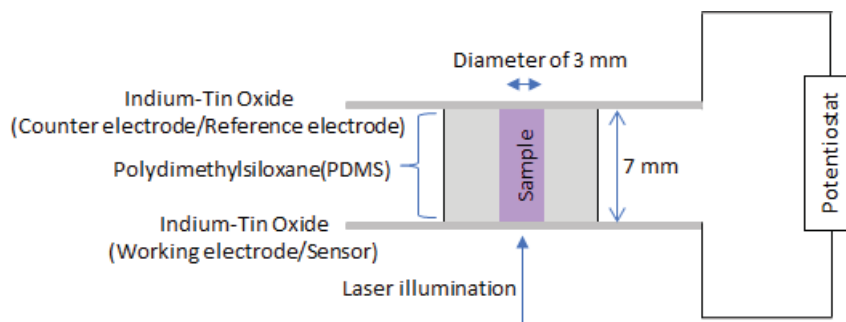 Diameter of 3 mm
Indium-Tin Oxide
(Counter electrode/Reference electrode)
Polydimethylsiloxane(PDMS)
Sample
7 mm
Potentiostat
Indium-Tin Oxide
(Working electrode/Sensor)
Laser illumination